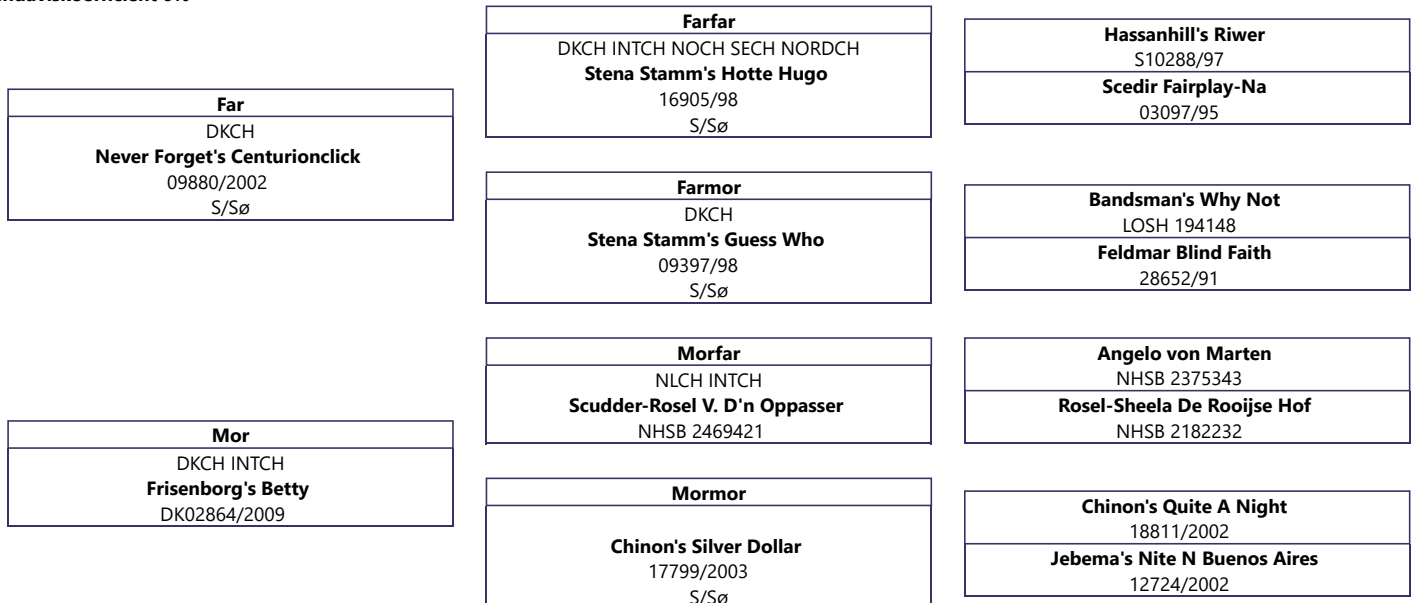 Far
DKCH
Never Forget's Centurionclick
09880/2002
S/Sø
Mor
DKCH INTCH
Frisenborg's Betty
DK02864/2009
Farfar
DKCH INTCH NOCH SECH NORDCH
Stena Stamm's Hotte Hugo
16905/98
S/Sø
Farmor
DKCH
Stena Stamm's Guess Who
09397/98
S/Sø
Morfar
NLCH INTCH
Scudder-Rosel V. D'n Oppasser
NHSB 2469421
Mormor
Chinon's Silver Dollar
17799/2003
S/Sø
Hassanhill's Riwer
S10288/97
Scedir Fairplay-Na
03097/95
Bandsman's Why Not
LOSH 194148
Feldmar Blind Faith
28652/91
Angelo von Marten
NHSB 2375343
Rosel-Sheela De Rooijse Hof
NHSB 2182232
Chinon's Quite A Night
18811/2002
Jebema's Nite N Buenos Aires
12724/2002